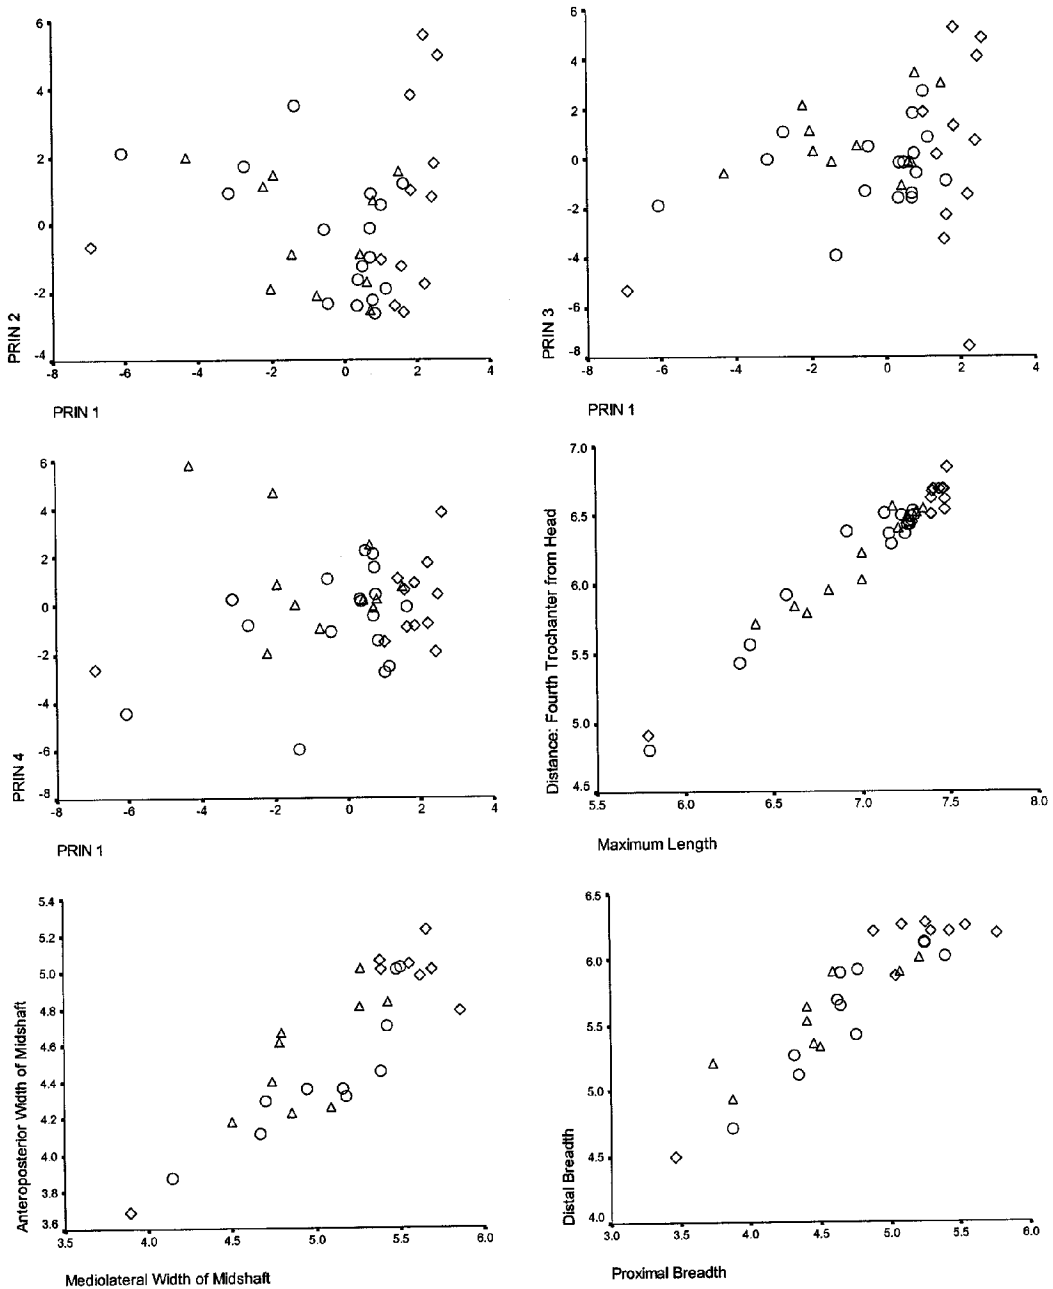 6
4
2
0
-2
-4
PRIN 2
-8 -6 -4 -2 0 2 4
PRIN 1
6
4
2
0
-2
-4
-6
-8
PRIN 3
-8 -6 -4 -2 0 2 4
PRIN 1
6
4
2
0
-2
-4
-6
-8
PRIN 4
-8 -6 -4 -2 0 2 4
PRIN 1
7.0
6.5
6.0
5.5
5.0
4.5
Distance: Fourth Trochanter from Head
5.5 6.0 6.5 7.0 7.5 8.0
Maximum Length
5.4
5.2
5.0
4.8
4.6
4.4
4.2
4.0
3.8
3.6
Anteroposterior Width of Midshaft
3.5 4.0 4.5 5.0 5.5 6.0
Mediolateral Width of Midshaft
6.5
6.0
5.5
5.0
4.5
4.0
Distal Breadth
3.0 3.5 4.0 4.5 5.0 5.5 6.0
Proximal Breadth